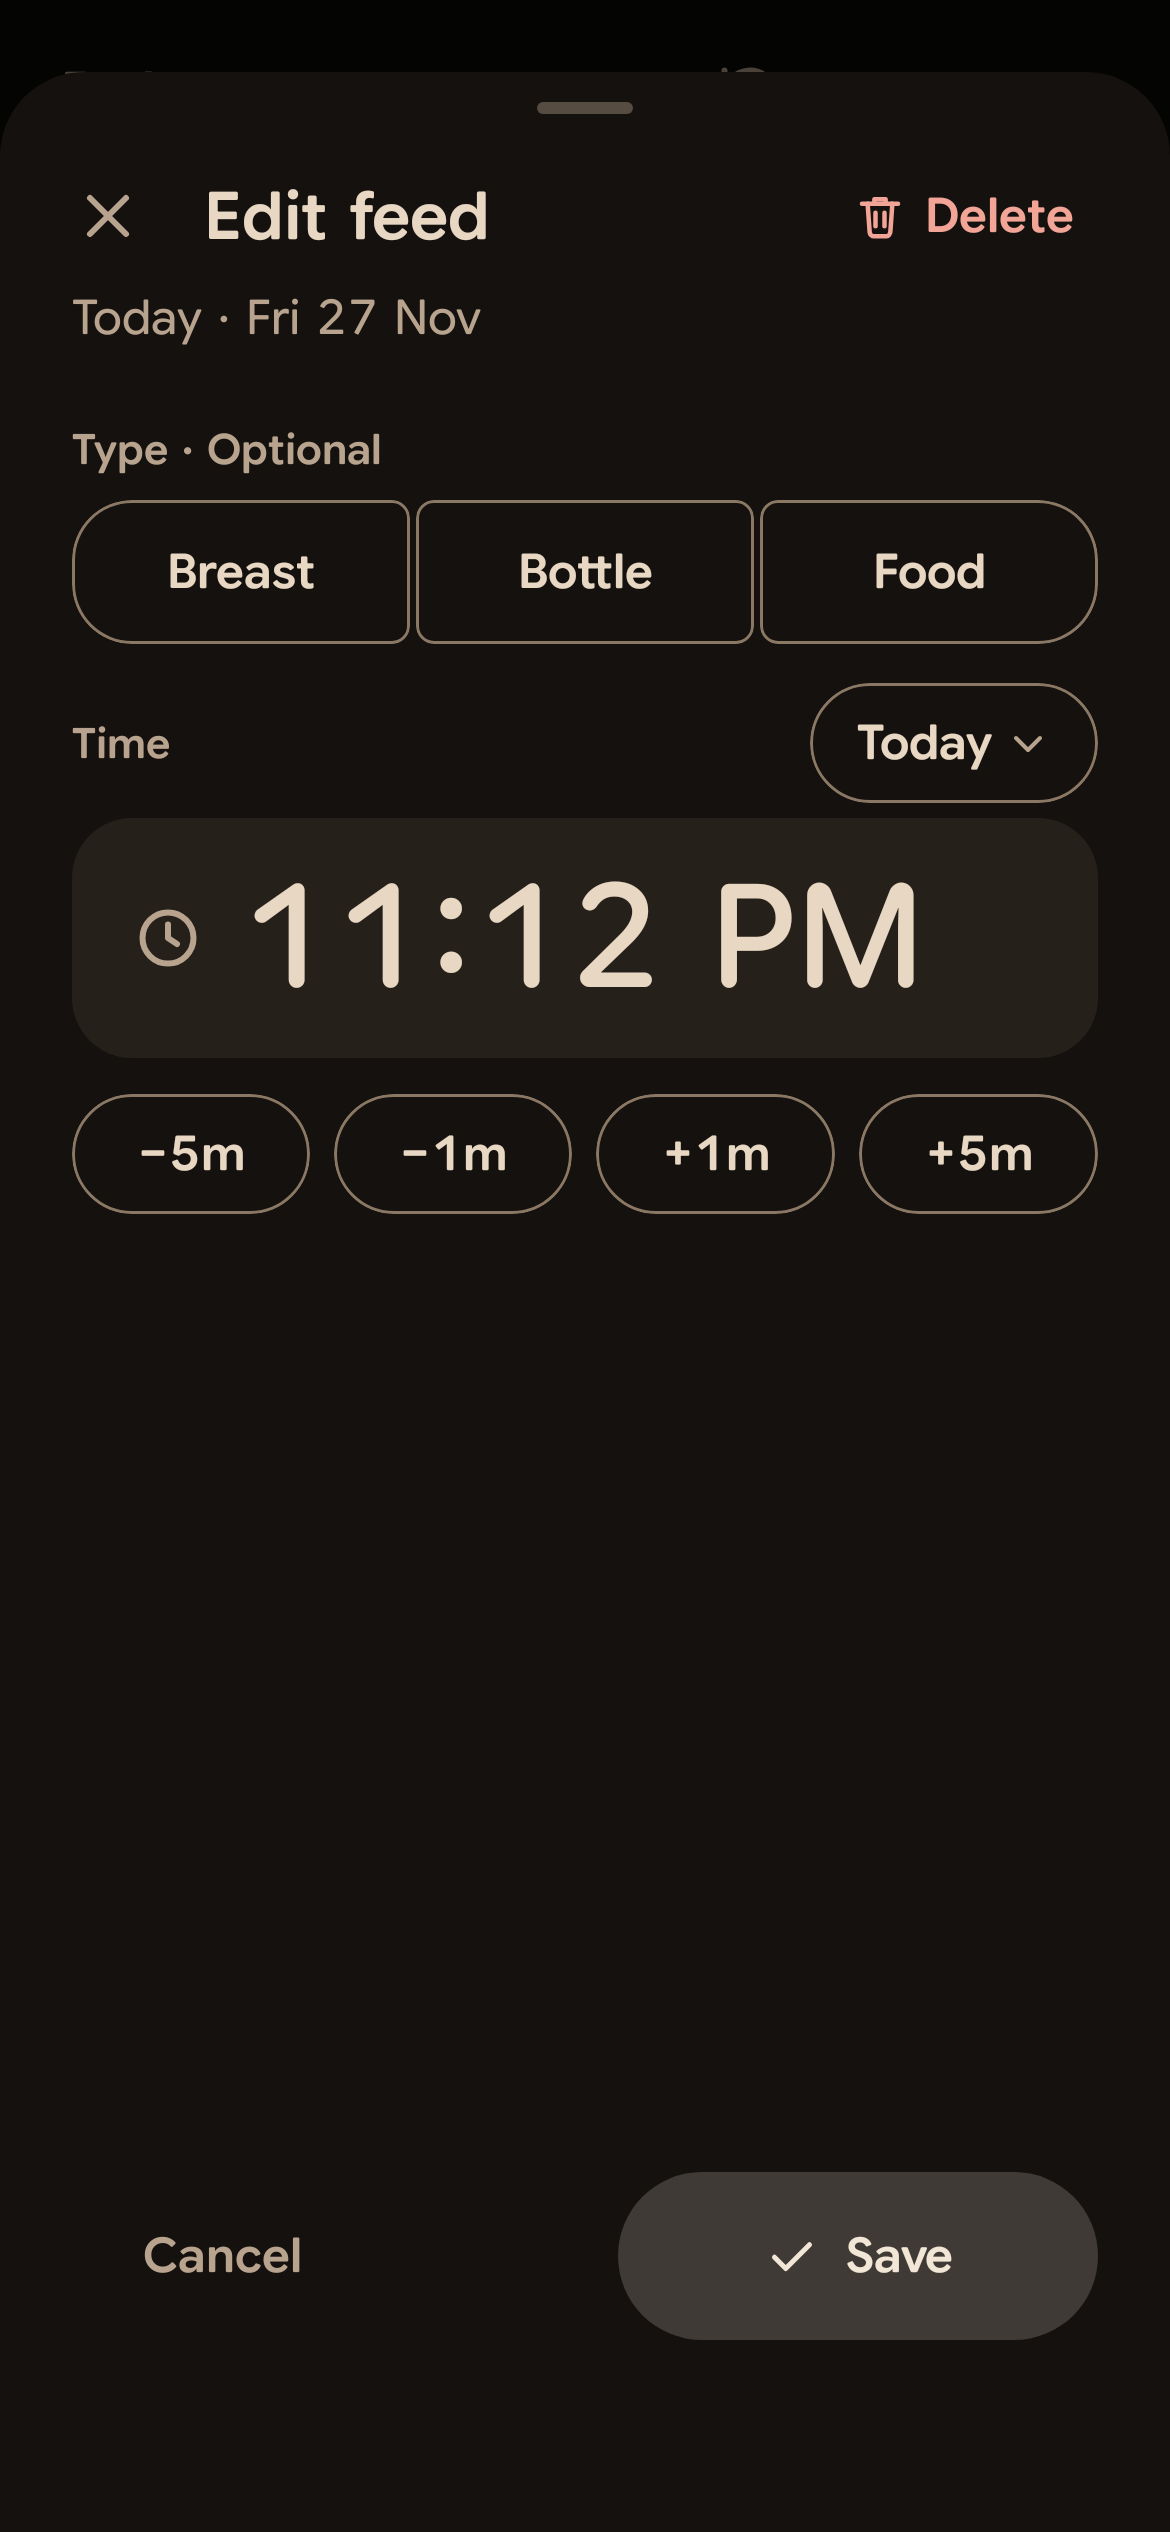 Edit feed
Delete
Today · Fri 27 Nov
Type · Optional
Breast
Bottle
Food
Time
Today
11:12 PM
−5m
−1m
+1m
+5m
Cancel
Save